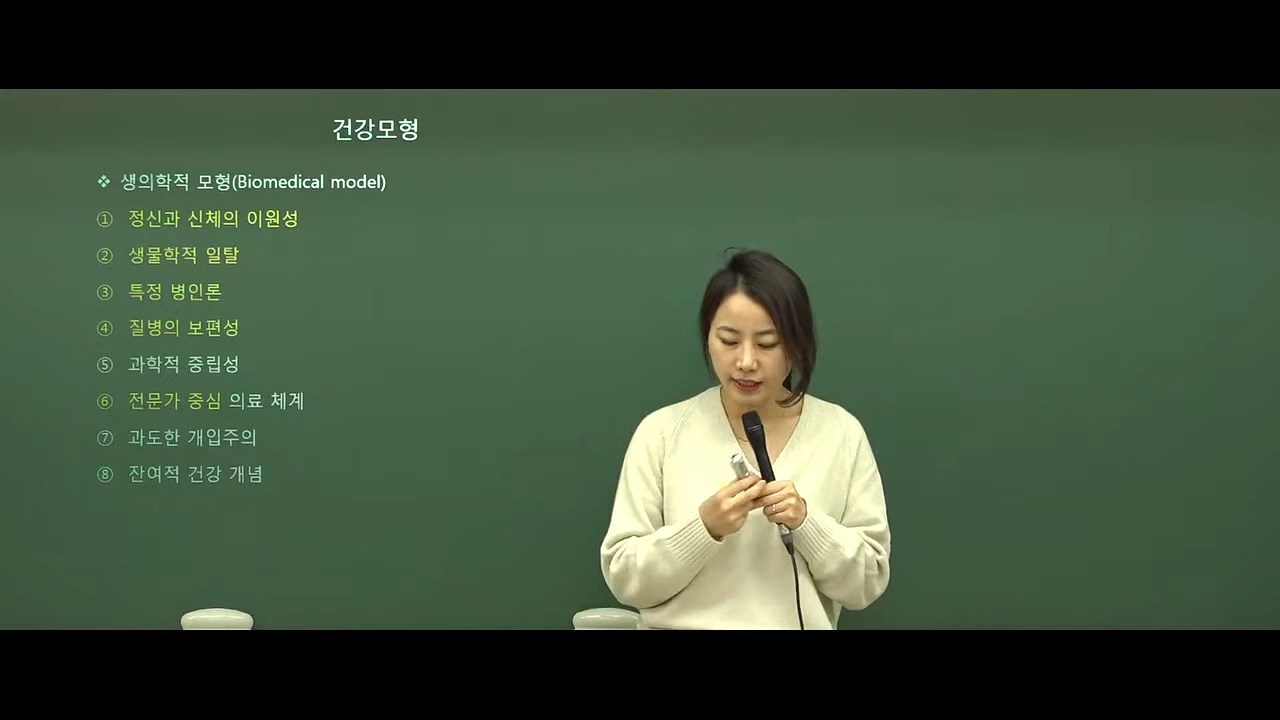 건강모형
❖ 생의학적 모형(Biomedical model)
① 정신과 신체의 이원성
② 생물학적 일탈
③ 특정 병인론
④ 질병의 보편성
⑤ 과학적 중립성
⑥ 전문가 중심 의료 체계
⑦ 과도한 개입주의
⑧ 잔여적 건강 개념